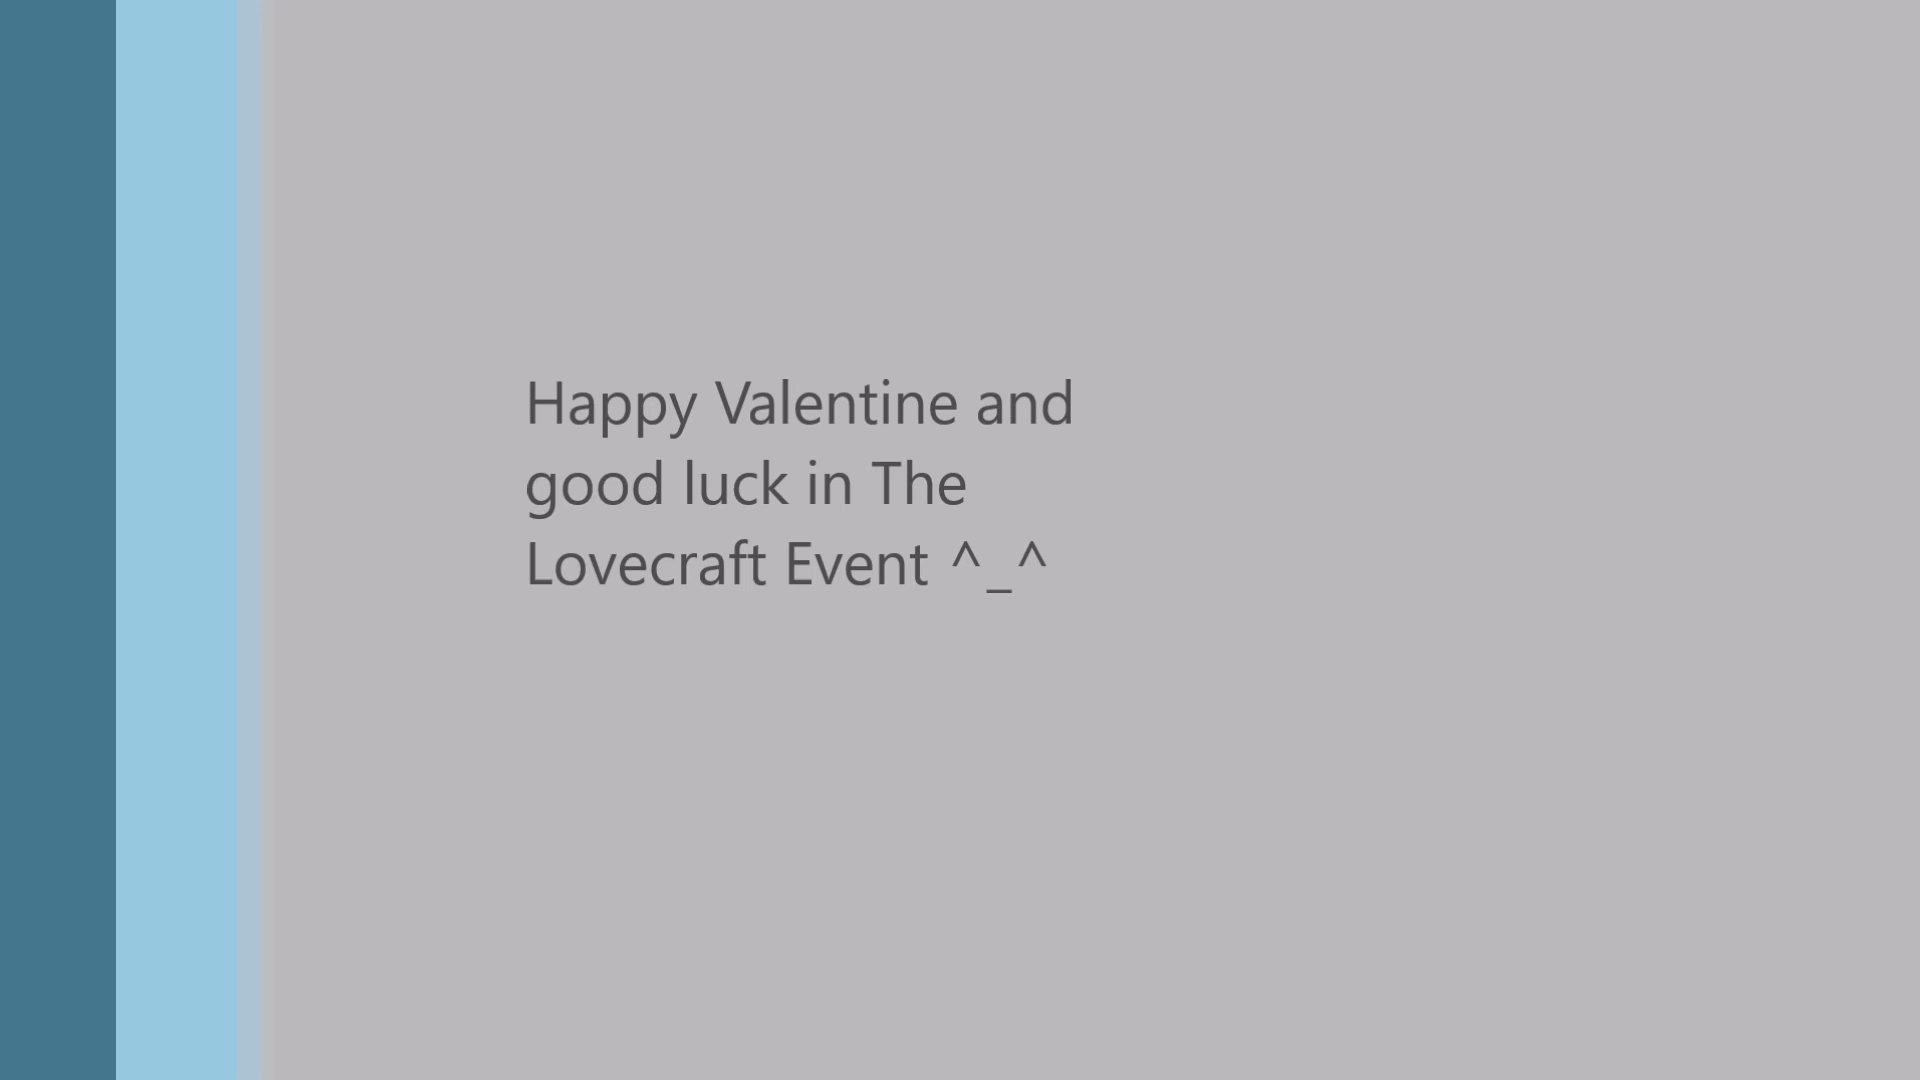 Happy Valentine and
good luck in The
Lovecraft Event ^_^